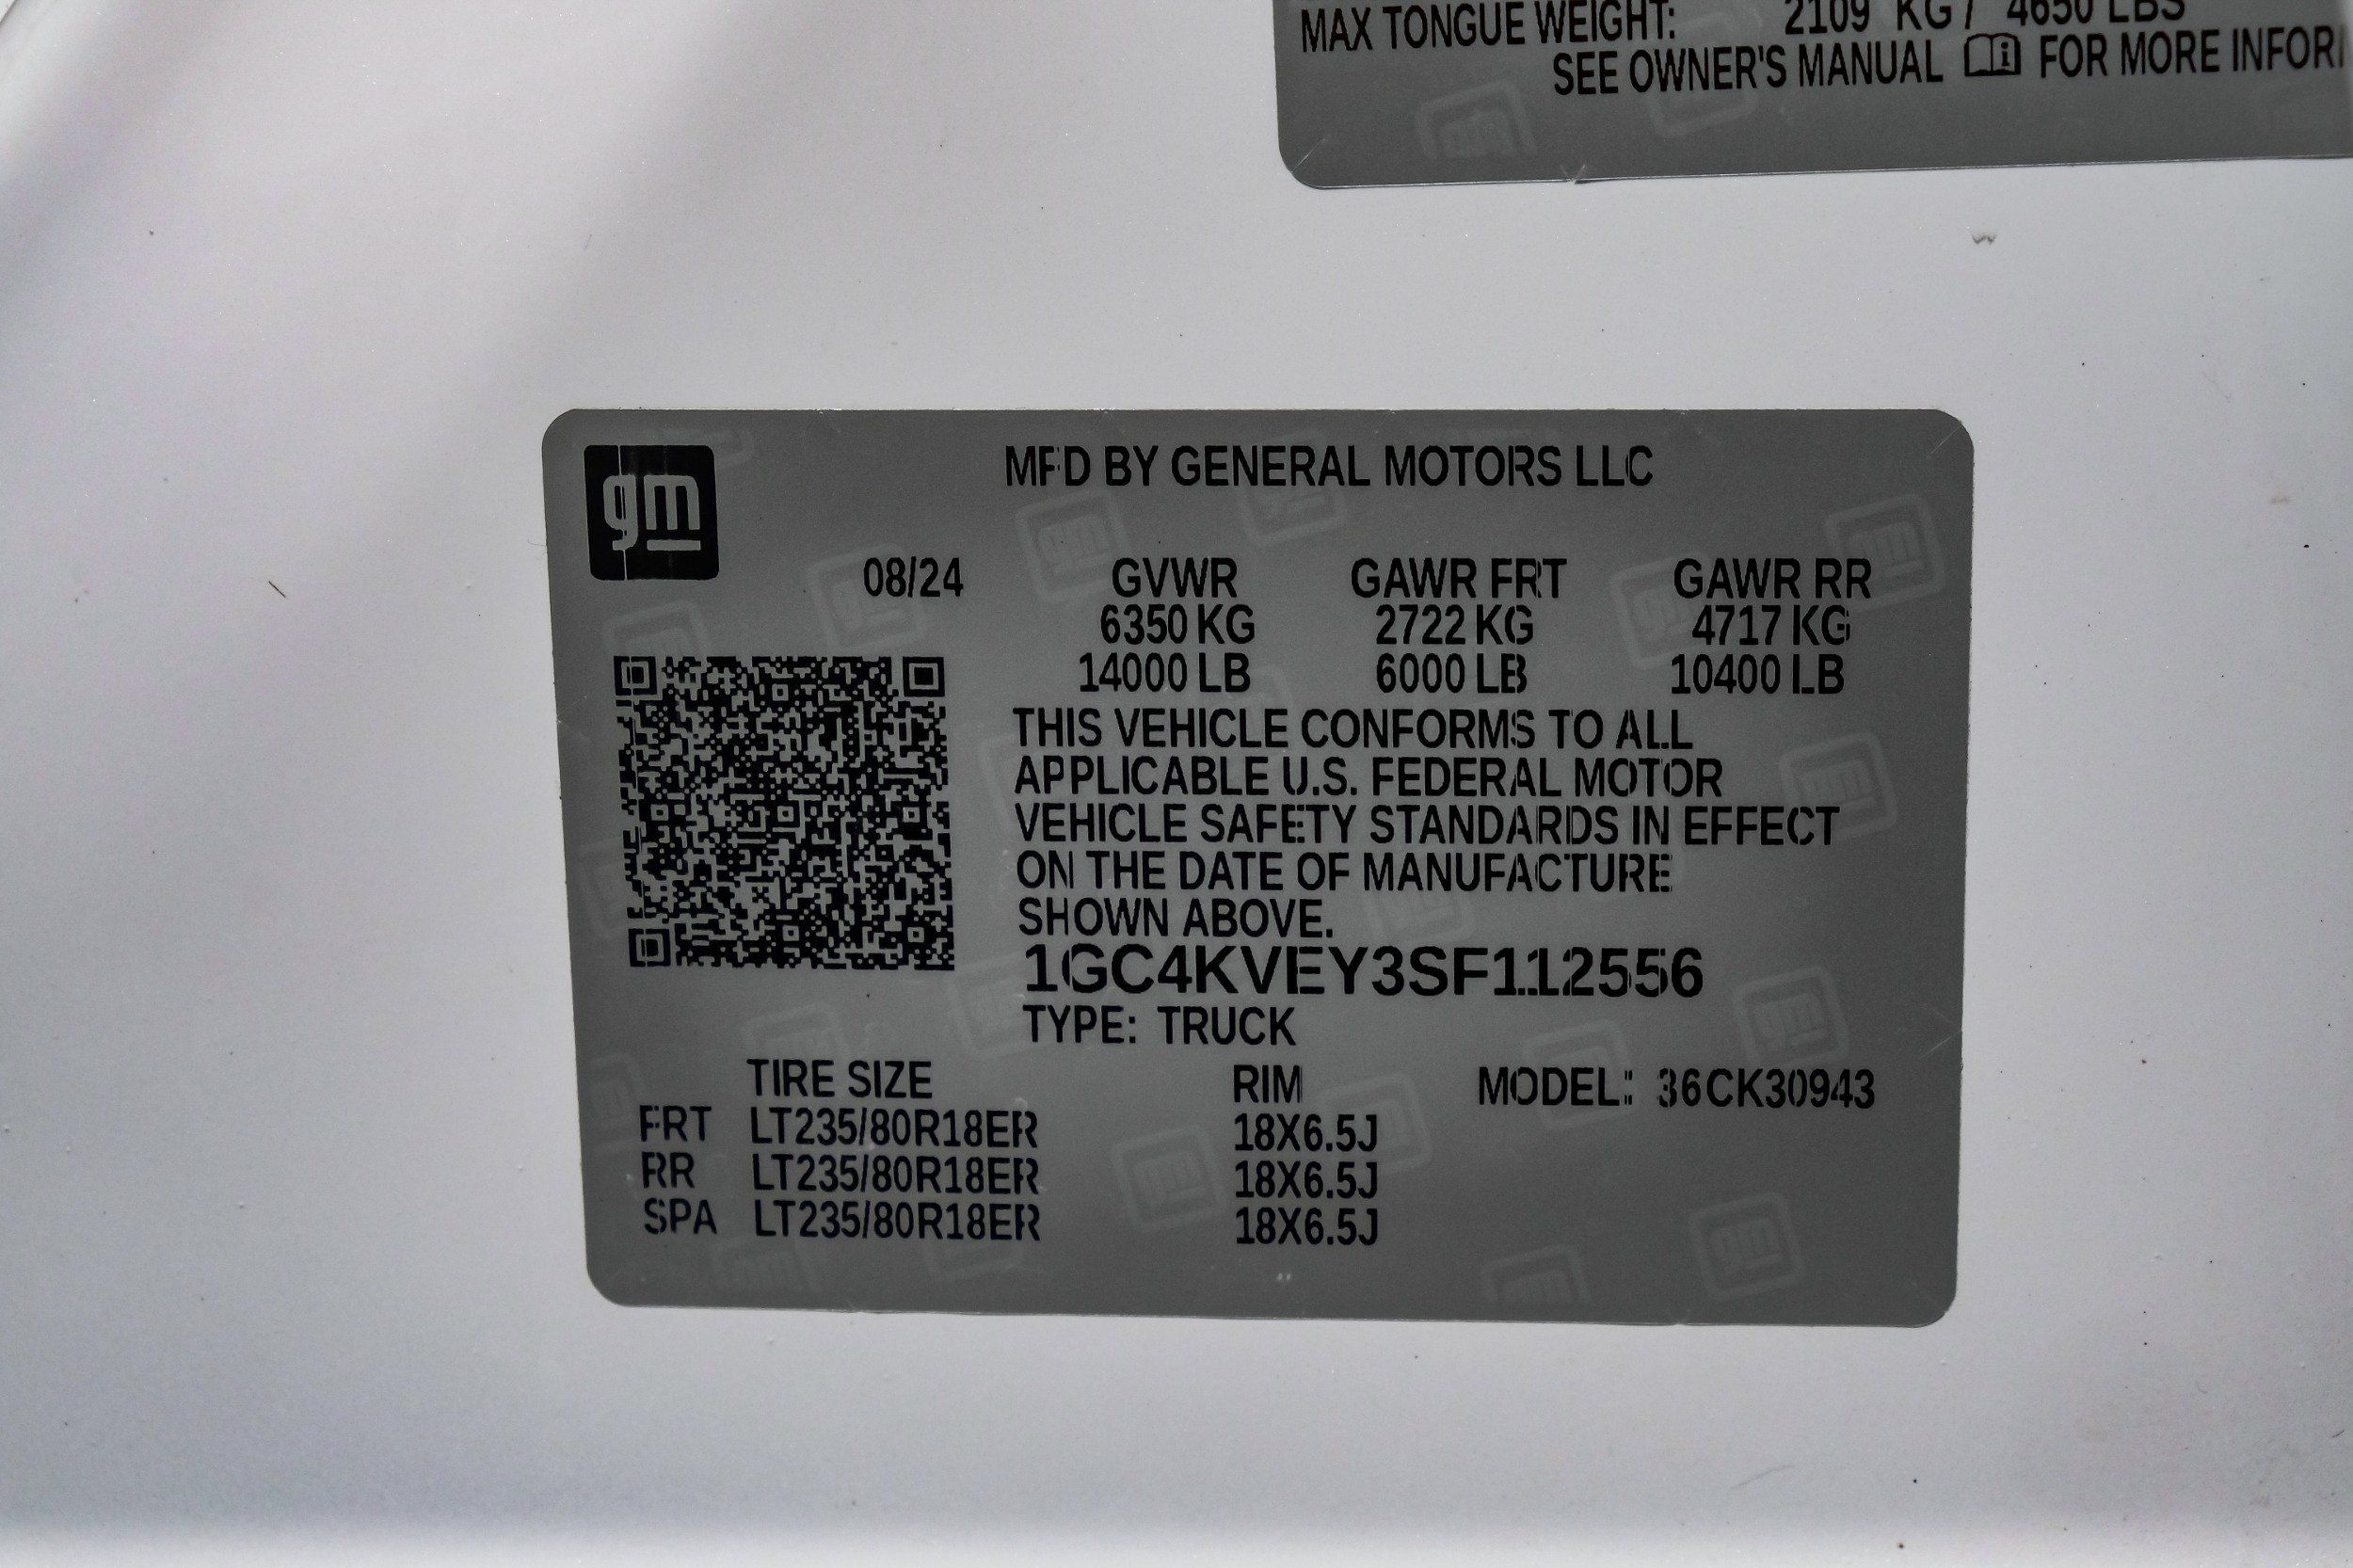 MAX TONGUE WEIGHT: 2109 KG / 4650 LBS
SEE OWNER'S MANUAL FOR MORE INFOR
gm
MFD BY GENERAL MOTORS LLC
08/24 GVWR GAWR FRT GAWR RR
6350 KG 2722 KG 4717 KG
14000 LB 6000 LB 10400 LB
THIS VEHICLE CONFORMS TO ALL
APPLICABLE U.S. FEDERAL MOTOR
VEHICLE SAFETY STANDARDS IN EFFECT
ON THE DATE OF MANUFACTURE
SHOWN ABOVE.
1GC4KVEY3SF112556
TYPE: TRUCK
TIRE SIZE RIM MODEL: 36CK30943
FRT LT235/80R18ER 18X6.5J
RR LT235/80R18ER 18X6.5J
SPA LT235/80R18ER 18X6.5J